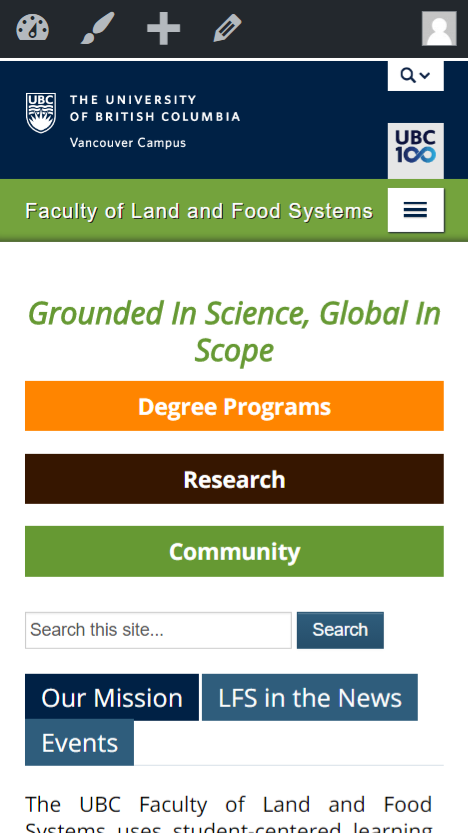 UBC
THE UNIVERSITY
OF BRITISH COLUMBIA
Vancouver Campus
UBC
100
Faculty of Land and Food Systems
Grounded In Science, Global In
Scope
Degree Programs
Research
Community
Search this site...
Search
Our Mission
LFS in the News
Events
The UBC Faculty of Land and Food
Systems uses student-centered learning